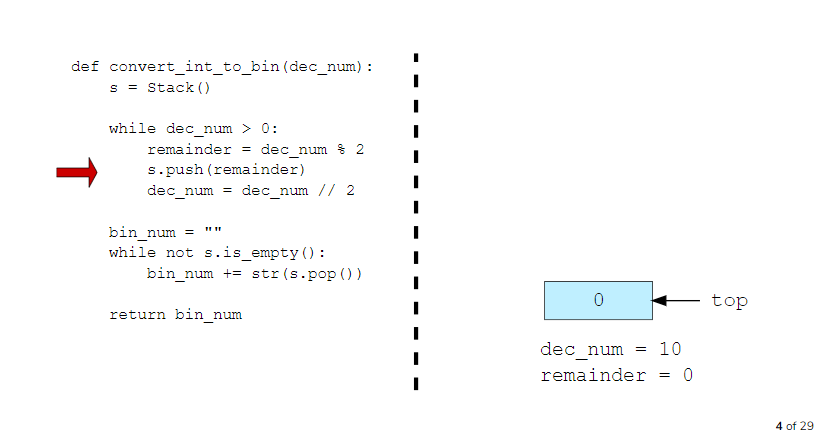 def convert_int_to_bin(dec_num):
    s = Stack()

    while dec_num > 0:
        remainder = dec_num % 2
        s.push(remainder)
        dec_num = dec_num // 2

    bin_num = ""
    while not s.is_empty():
        bin_num += str(s.pop())

    return bin_num
0
top
dec_num = 10
remainder = 0
4 of 29